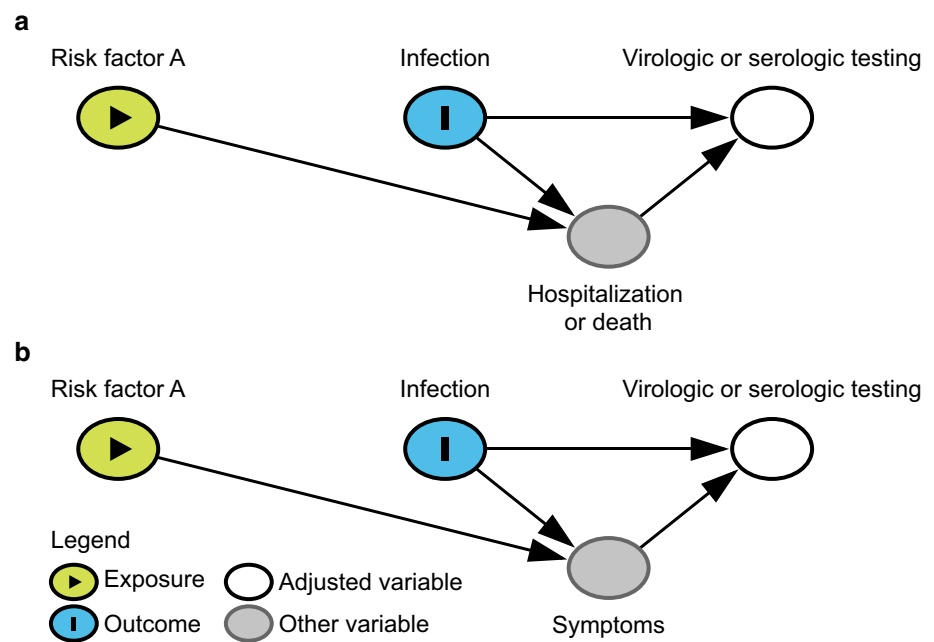 a
Risk factor A
Infection
Virologic or serologic testing
Hospitalization
or death
b
Risk factor A
Infection
Virologic or serologic testing
Legend
Exposure
Adjusted variable
Outcome
Other variable
Symptoms